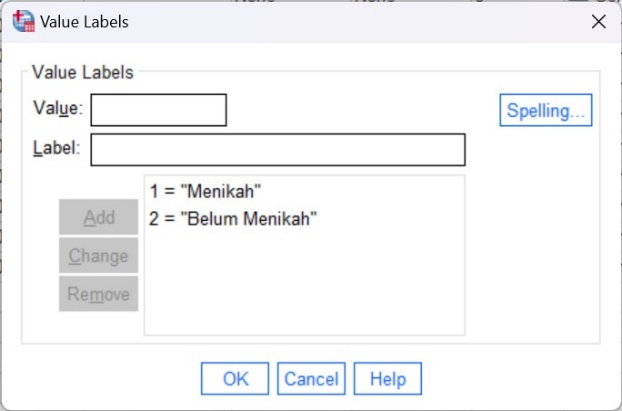 Value Labels
Value Labels
Value:
Spelling...
Label:
1 = "Menikah"
2 = "Belum Menikah"
Add
Change
Remove
OK
Cancel
Help